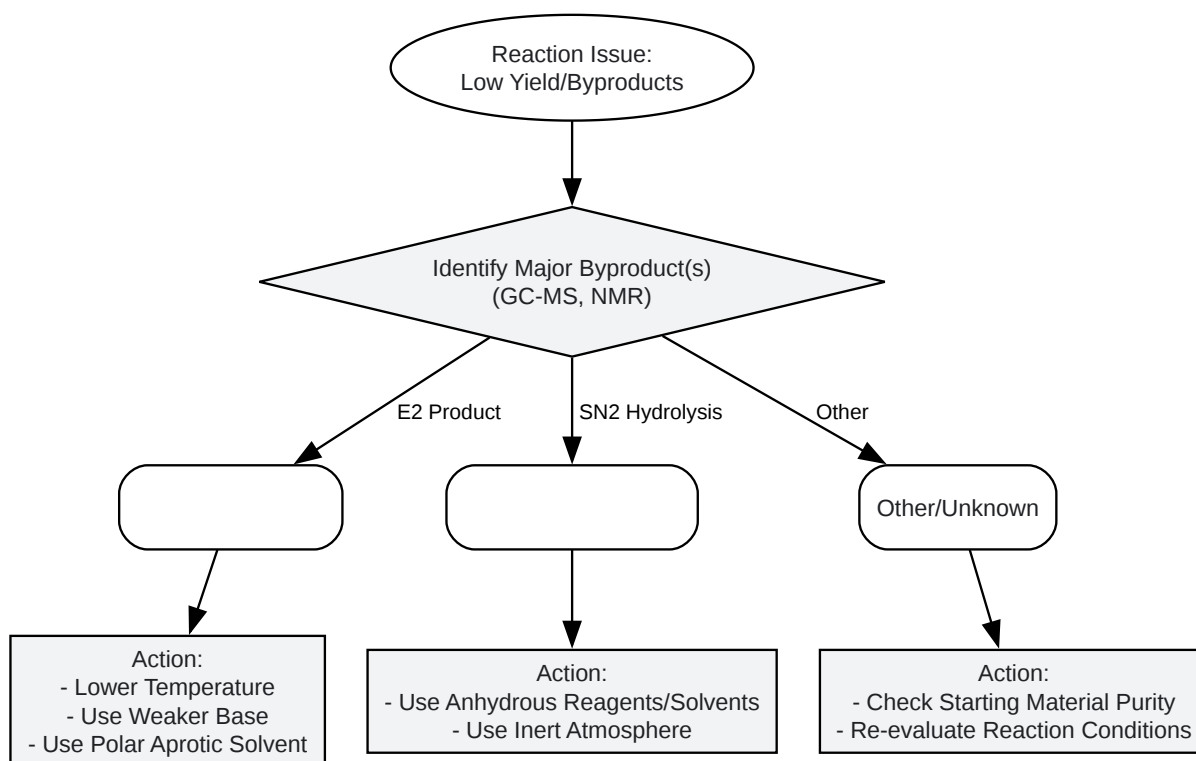 Reaction Issue:
Low Yield/Byproducts
Identify Major Byproduct(s)
(GC-MS, NMR)
E2 Product
SN2 Hydrolysis
Other
Other/Unknown
Action:
- Lower Temperature
- Use Weaker Base
- Use Polar Aprotic Solvent
Action:
- Use Anhydrous Reagents/Solvents
- Use Inert Atmosphere
Action:
- Check Starting Material Purity
- Re-evaluate Reaction Conditions